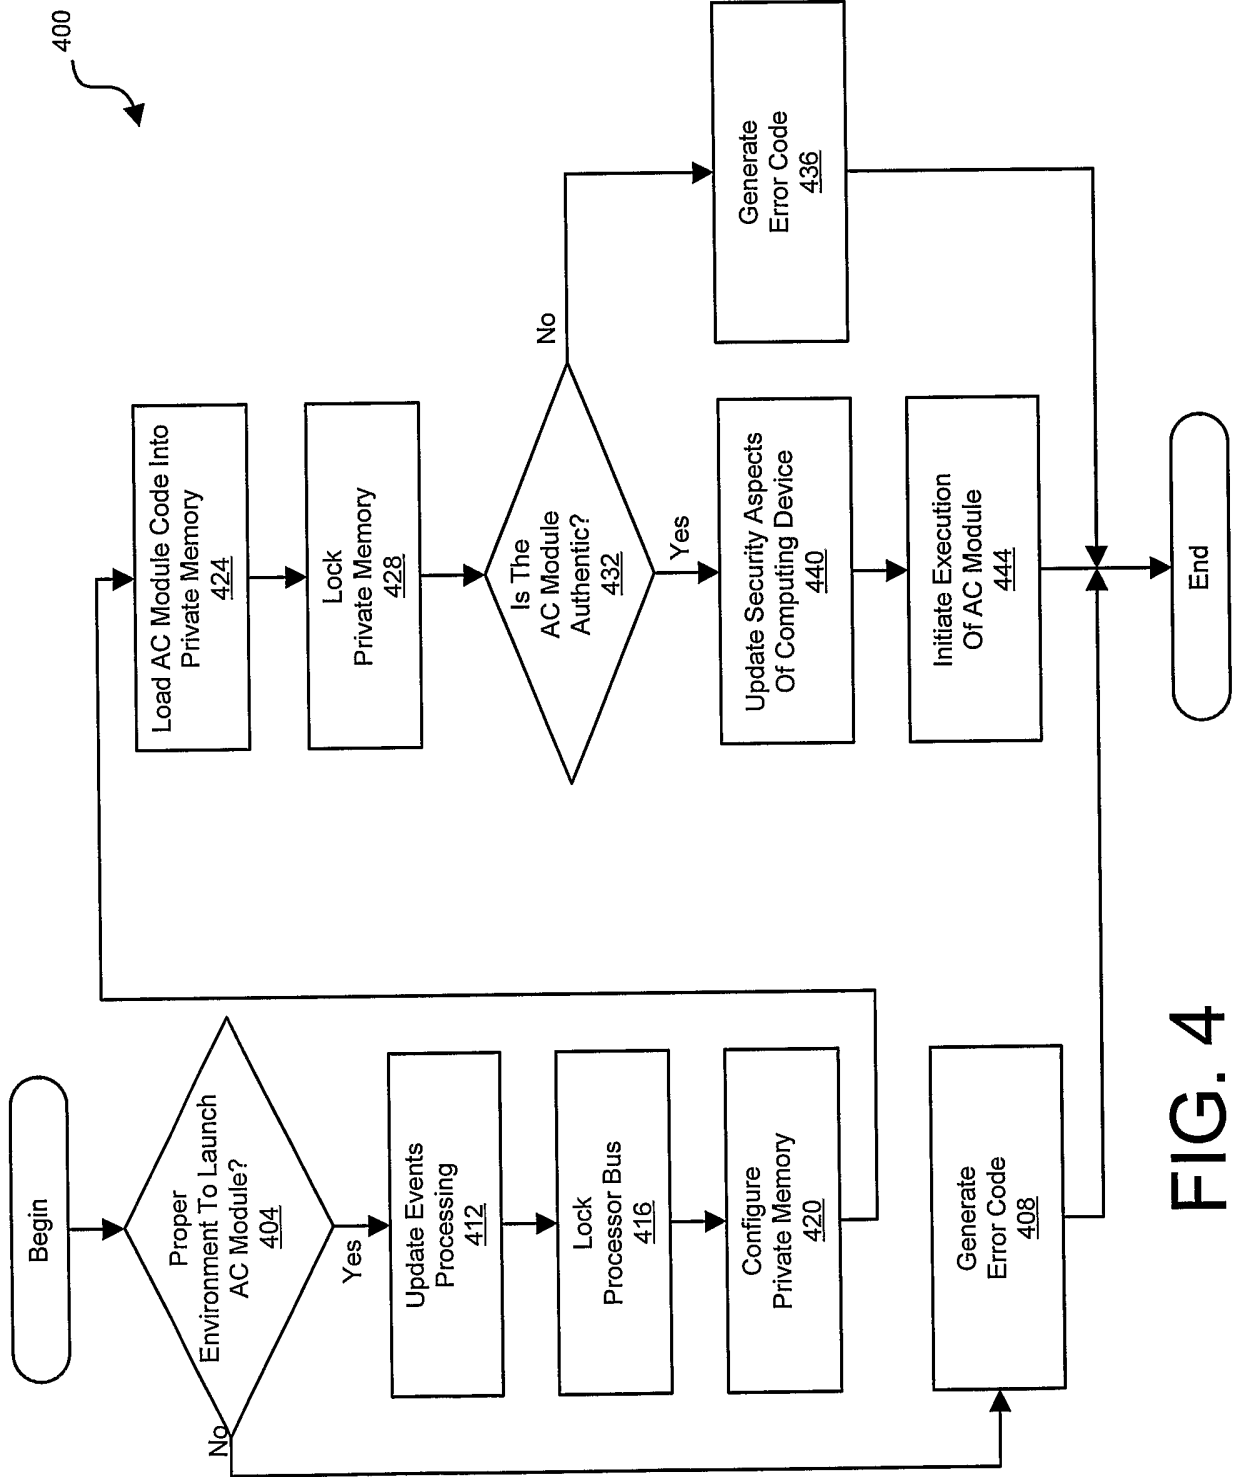 400
Begin
Proper
Environment To Launch
AC Module?
404
No
Yes
Update Events
Processing
412
Lock
Processor Bus
416
Configure
Private Memory
420
Generate
Error Code
408
Load AC Module Code Into
Private Memory
424
Lock
Private Memory
428
Is The
AC Module
Authentic?
432
No
Yes
Generate
Error Code
436
Update Security Aspects
Of Computing Device
440
Initiate Execution
Of AC Module
444
End
FIG. 4